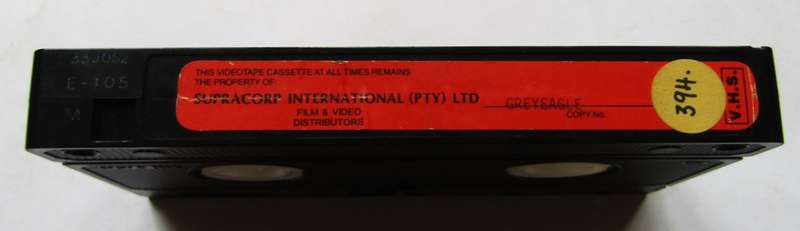 333052
E-105
M
THIS VIDEOTAPE CASSETTE AT ALL TIMES REMAINS
THE PROPERTY OF:
SUPRACORP INTERNATIONAL (PTY) LTD
GREYEAGLE
FILM & VIDEO
DISTRIBUTORS
COPY No.
394.
V.H.S.